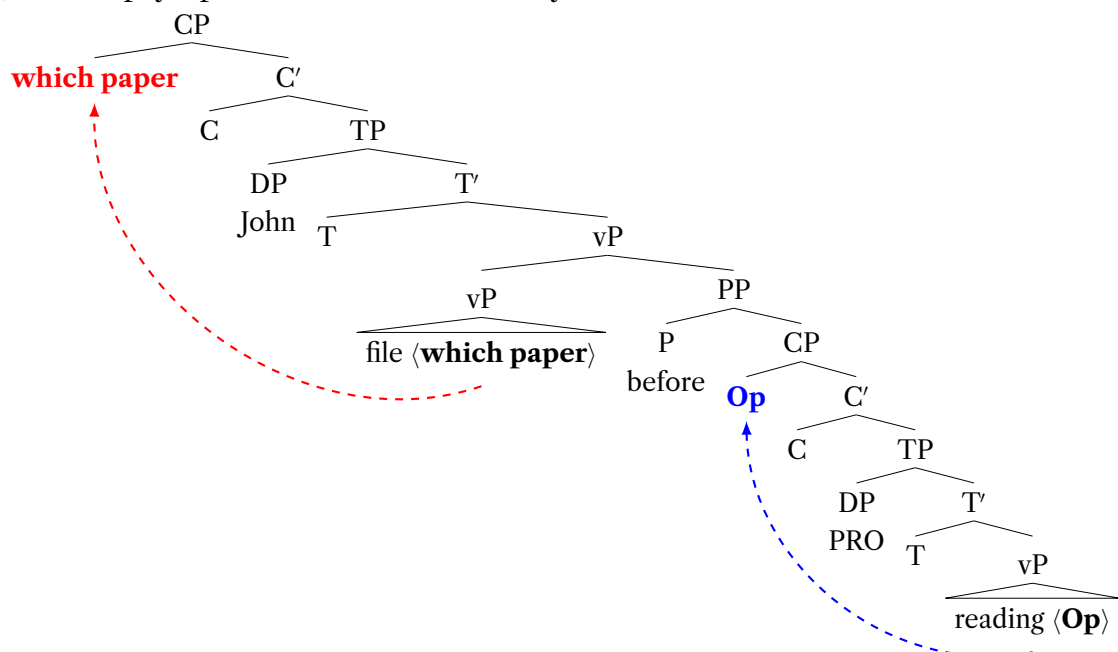 CP
which paper C′
C TP
DP T′
John T vP
vP PP
file ⟨which paper⟩ P CP
before Op C′
C TP
DP T′
PRO T vP
reading ⟨Op⟩